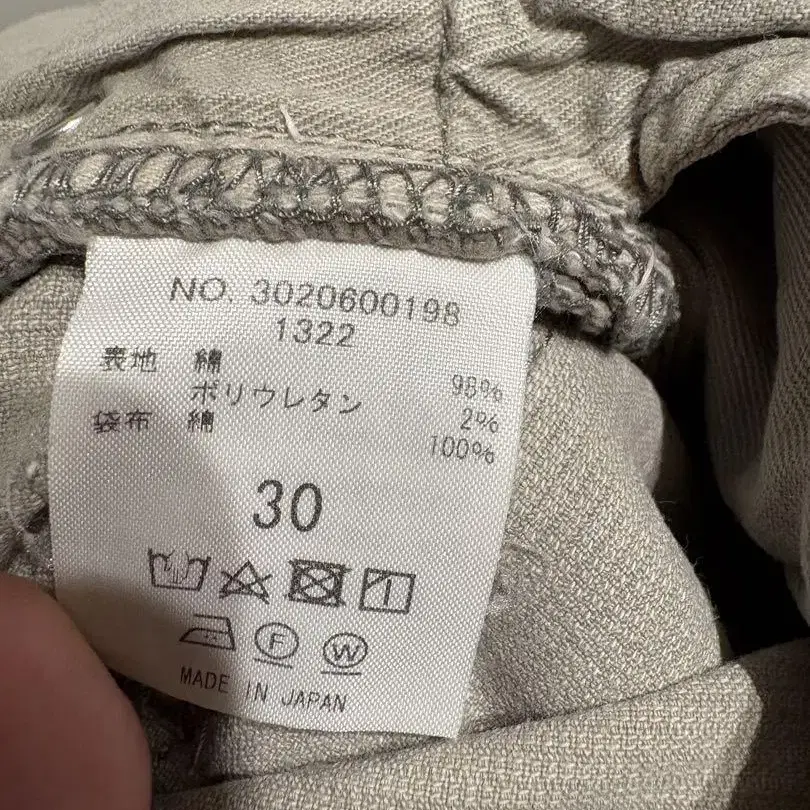 NO. 3020600198
1322
表地 綿 98%
ポリウレタン 2%
袋布 綿 100%
30
F W
MADE IN JAPAN